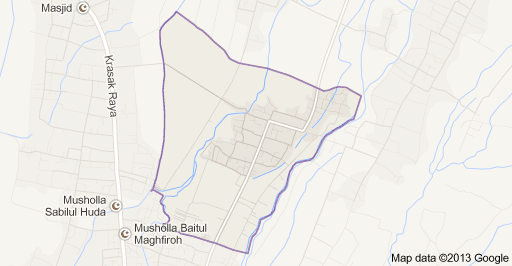 Masjid
Krasak Raya
Musholla
Sabilul Huda
Musholla Baitul
Maghfiroh
Map data ©2013 Google